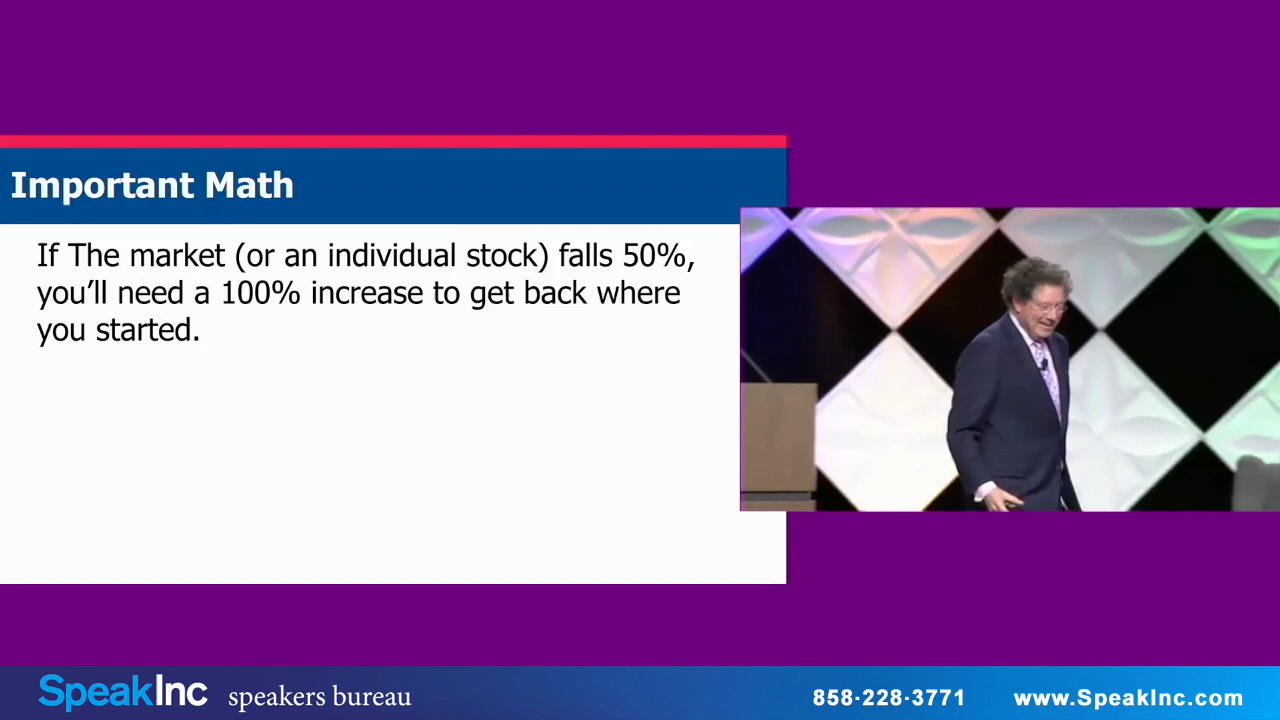 Important Math
If The market (or an individual stock) falls 50%,
you’ll need a 100% increase to get back where
you started.
SpeakInc speakers bureau
858·228·3771
www.SpeakInc.com